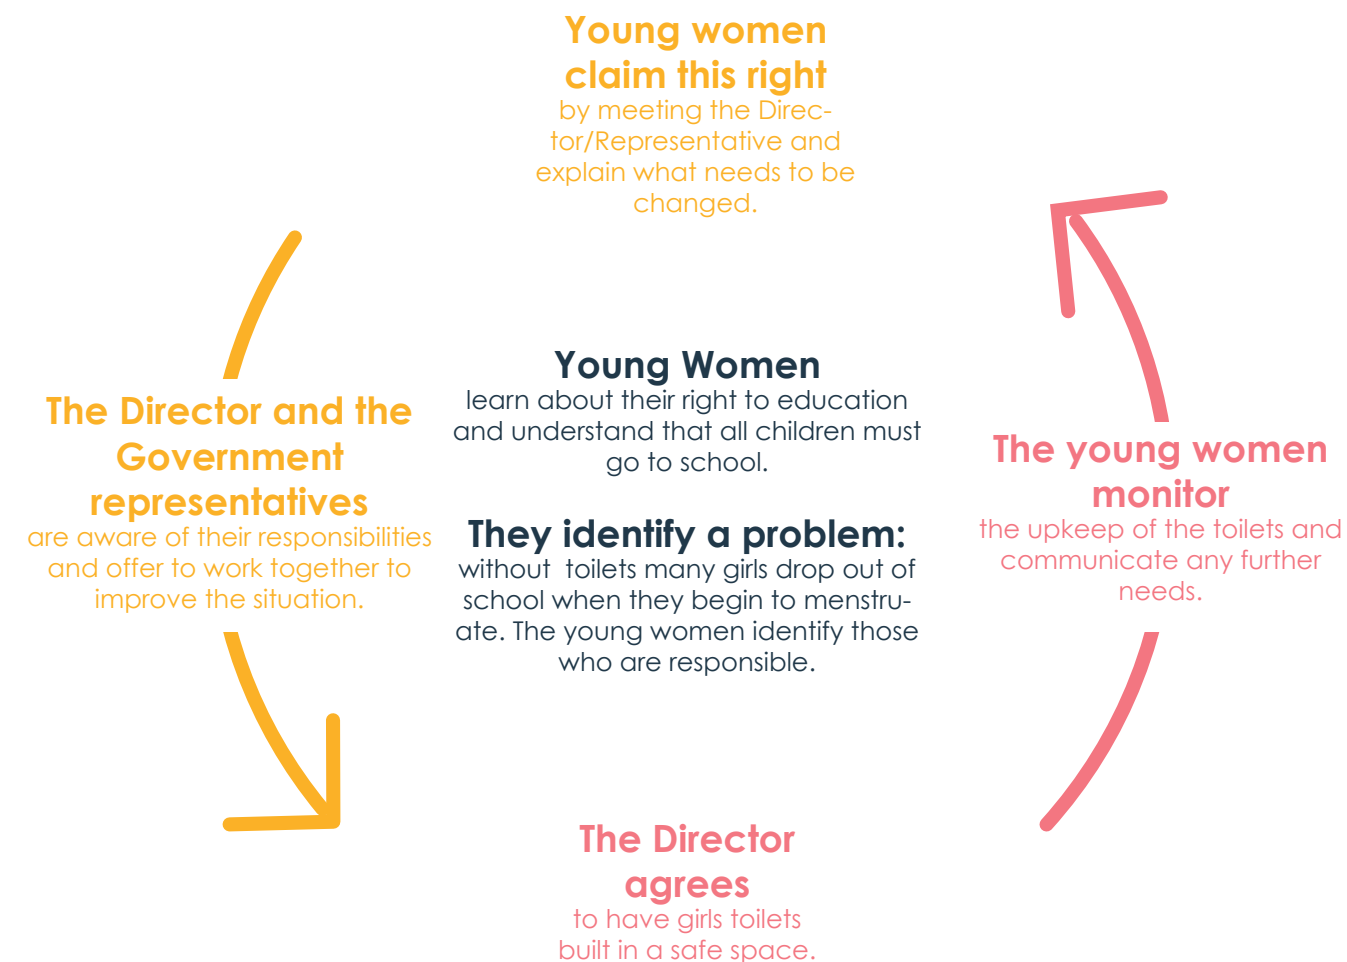 Young women
claim this right
by meeting the Direc-
tor/Representative and
explain what needs to be
changed.
The Director and the
Government
representatives
are aware of their responsibilities
and offer to work together to
improve the situation.
Young Women
learn about their right to education
and understand that all children must
go to school.
They identify a problem:
without  toilets many girls drop out of
school when they begin to menstru-
ate. The young women identify those
who are responsible.
The young women
monitor
the upkeep of the toilets and
communicate any further
needs.
The Director
agrees
to have girls toilets
built in a safe space.